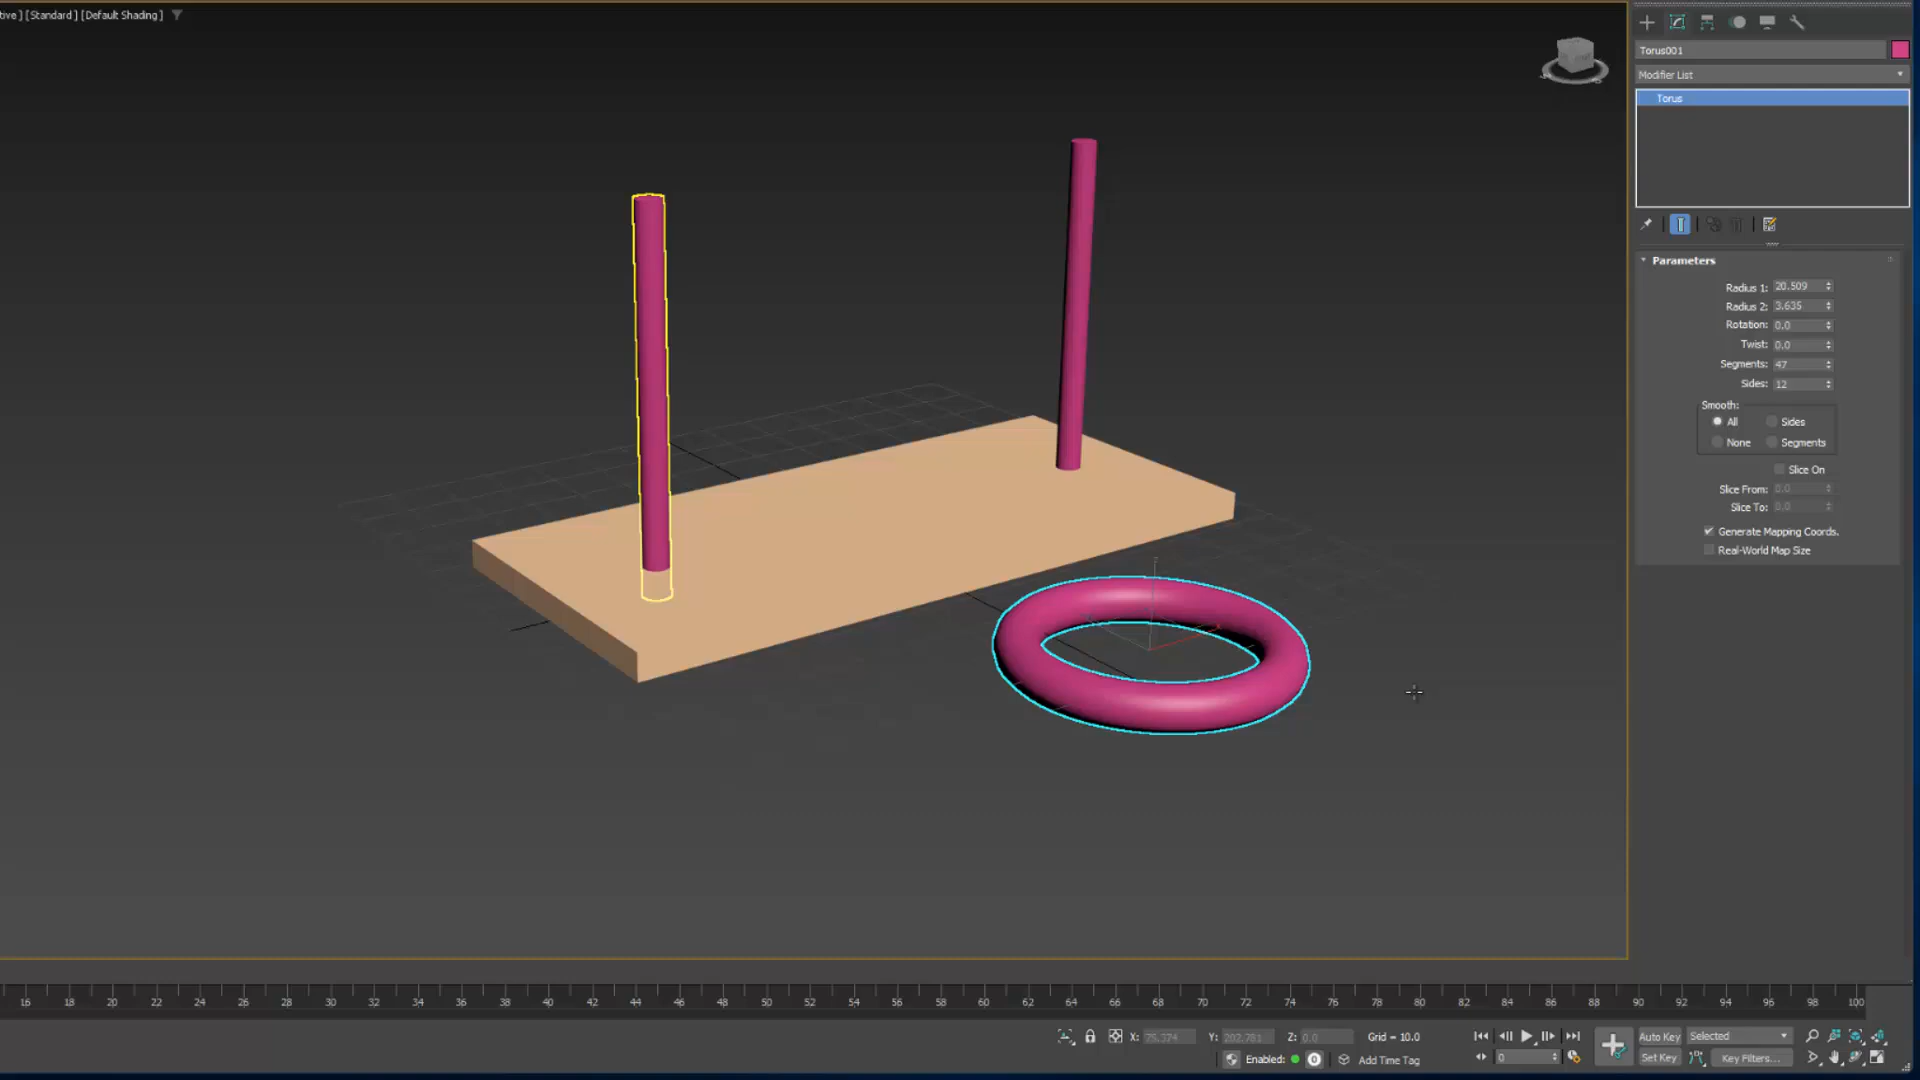 tive ] [Standard ] [Default Shading ]
Torus001
Modifier List
Torus
Parameters
Radius 1: 20.509
Radius 2: 3.635
Rotation: 0.0
Twist: 0.0
Segments: 47
Sides: 12
Smooth:
All Sides
None Segments
Slice On
Slice From: 0.0
Slice To: 0.0
Generate Mapping Coords.
Real-World Map Size
16 18 20 22 24 26 28 30 32 34 36 38 40 42 44 46 48 50 52 54 56 58 60 62 64 66 68 70 72 74 76 78 80 82 84 86 88 90 92 94 96 98 100
X: 75.374 Y: 202.781 Z: 0.0 Grid = 10.0 Auto Key Selected
Enabled: Add Time Tag 0 Set Key Key Filters...